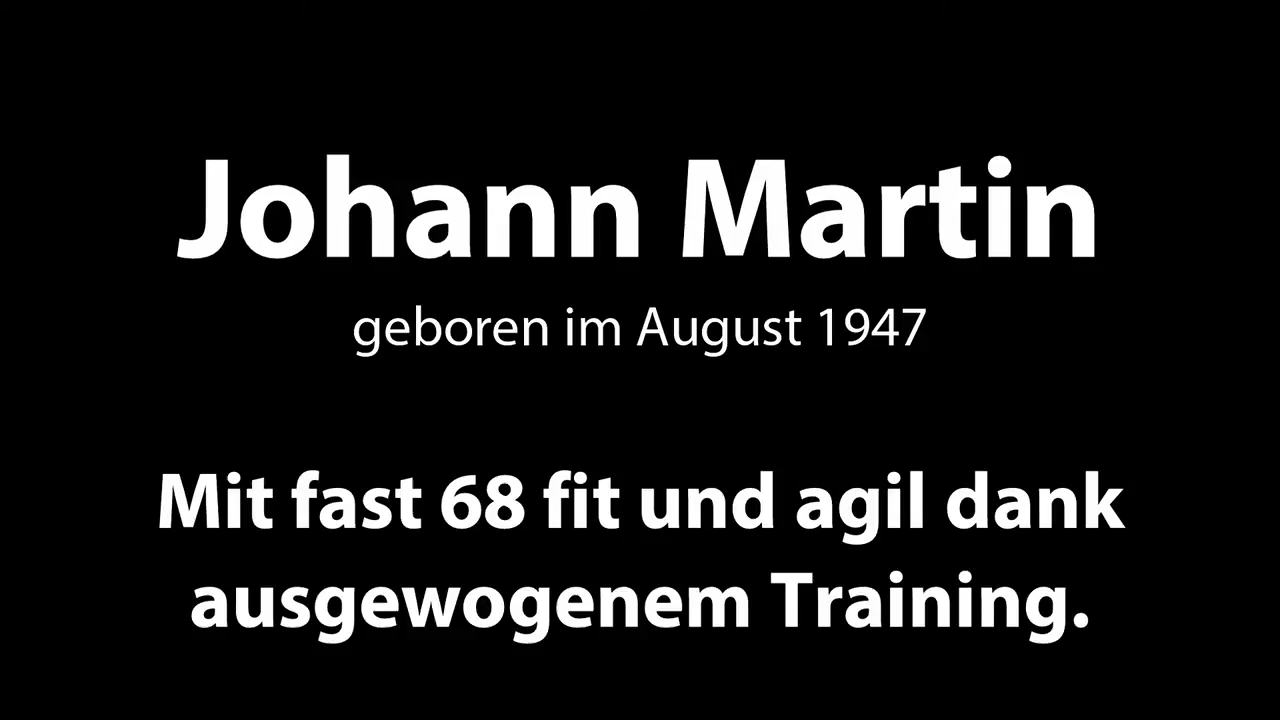 Johann Martin
geboren im August 1947
Mit fast 68 fit und agil dank
ausgewogenem Training.